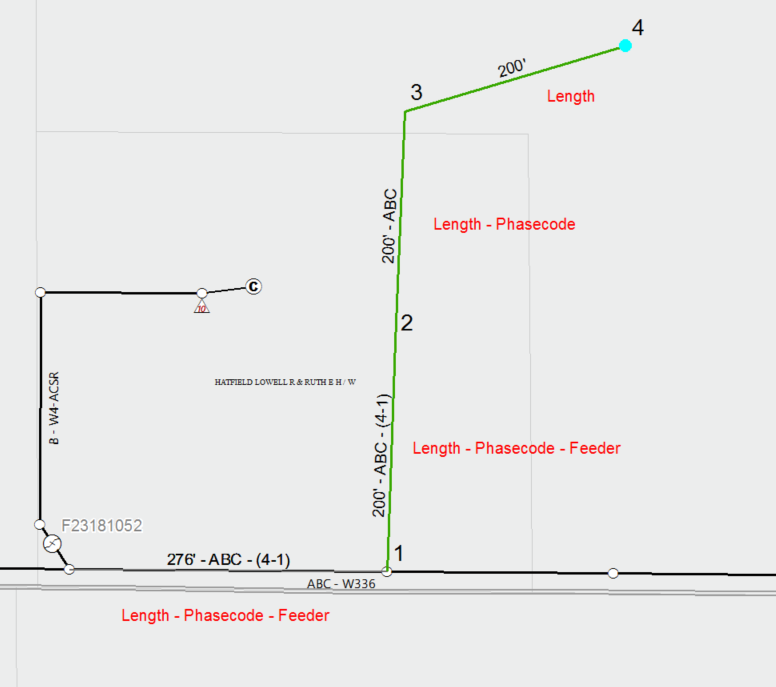 4
200'
3
Length
200' - ABC
Length - Phasecode
C
10
2
HATFIELD LOWELL R & RUTH E H / W
B - W4-ACSR
200' - ABC - (4-1)
Length - Phasecode - Feeder
F23181052
276' - ABC - (4-1)
1
ABC - W336
Length - Phasecode - Feeder